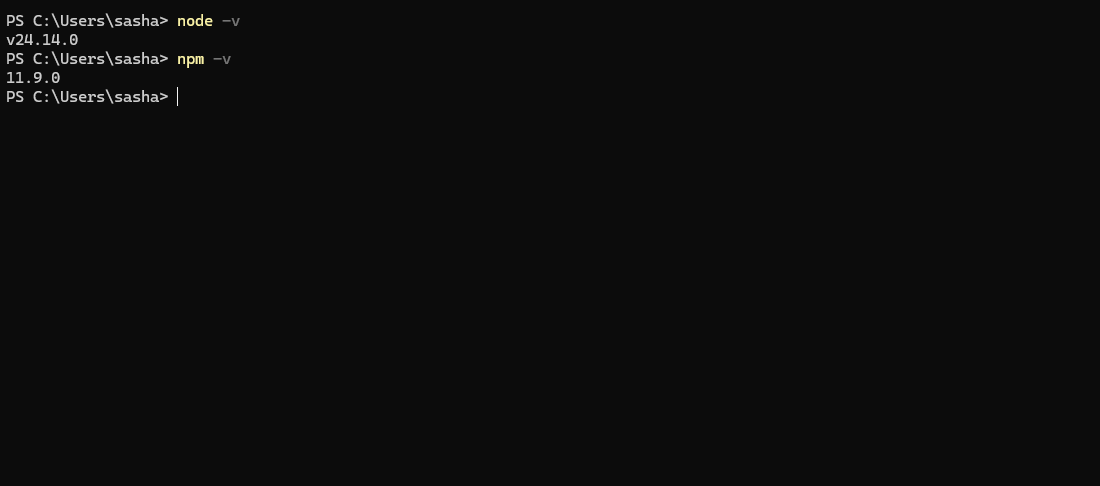 PS C:\Users\sasha> node -v
v24.14.0
PS C:\Users\sasha> npm -v
11.9.0
PS C:\Users\sasha>